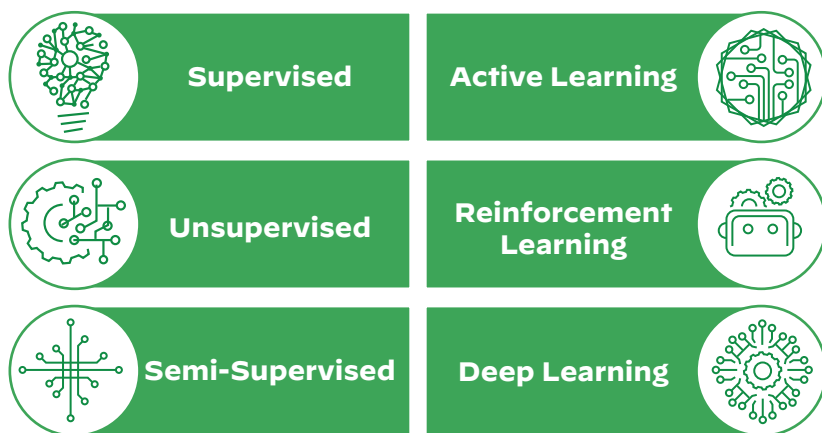 Supervised
Active Learning
Unsupervised
Reinforcement
Learning
Semi-Supervised
Deep Learning